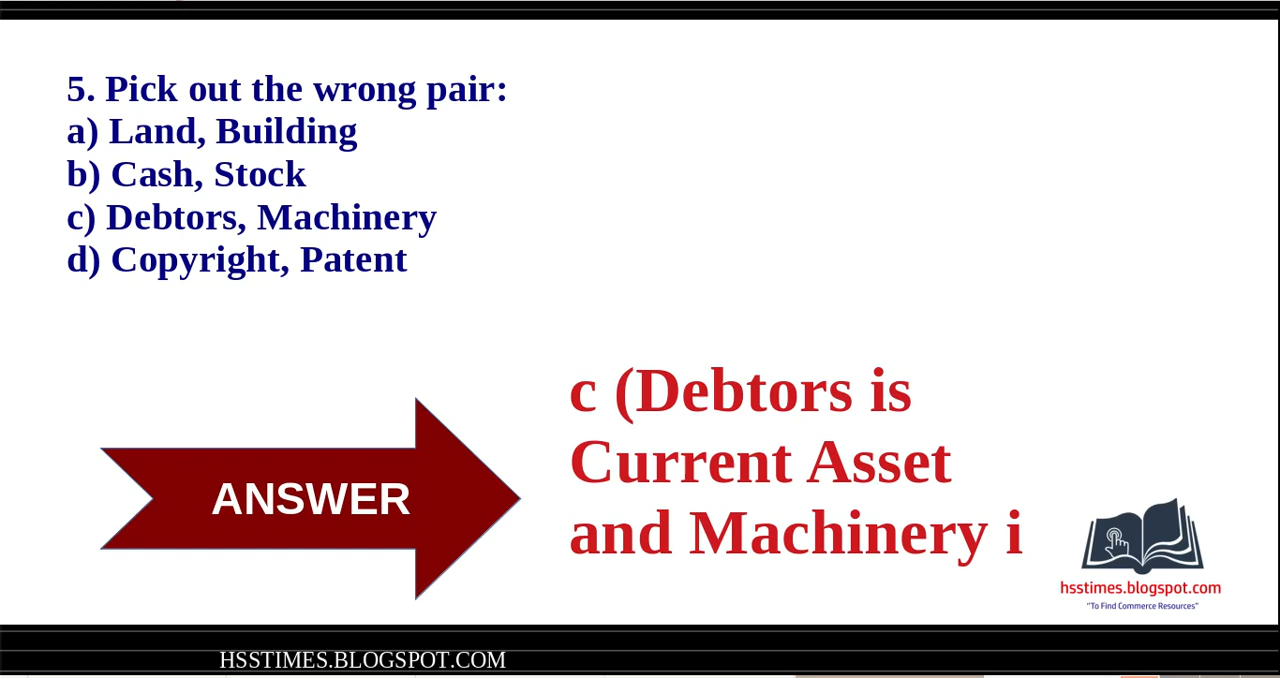 5. Pick out the wrong pair:
a) Land, Building
b) Cash, Stock
c) Debtors, Machinery
d) Copyright, Patent
ANSWER
c (Debtors is
Current Asset
and Machinery i
hsstimes.blogspot.com
"To Find Commerce Resources"
HSSTIMES.BLOGSPOT.COM